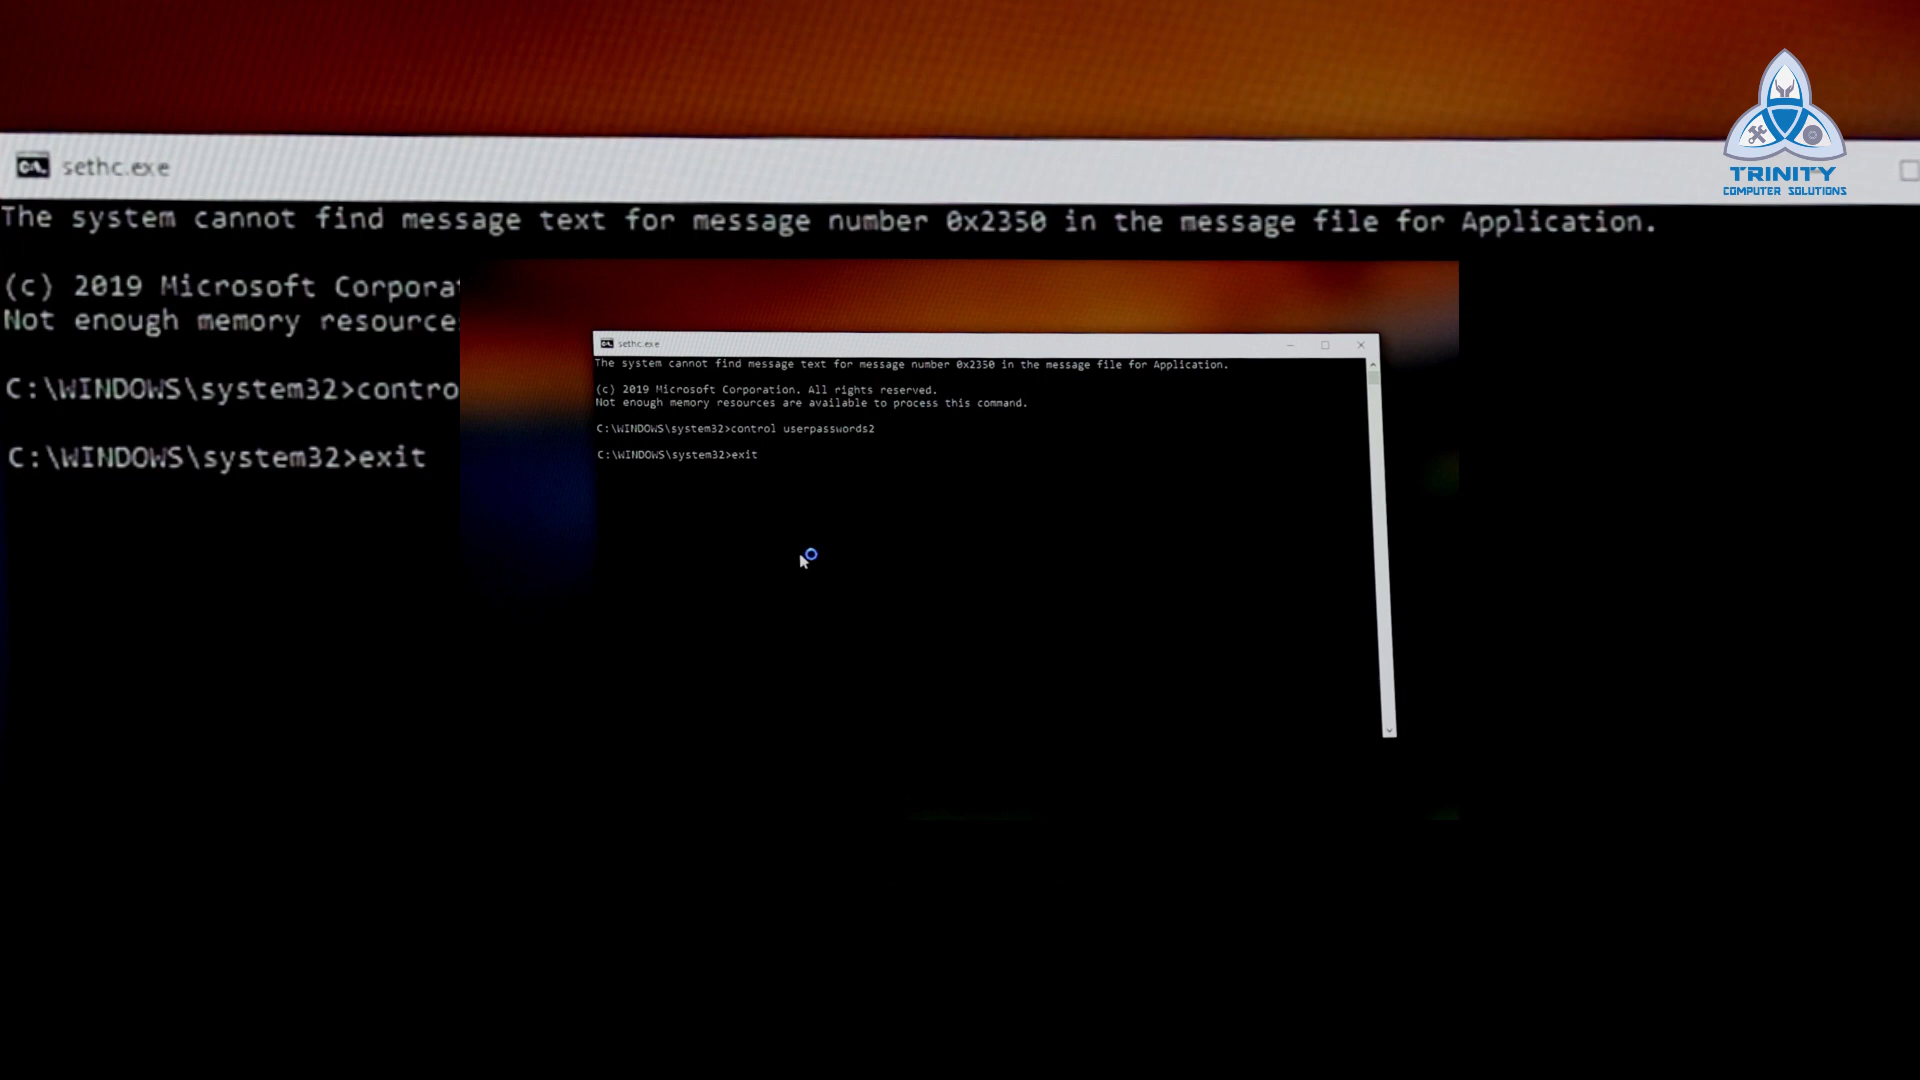 TRINITY
COMPUTER SOLUTIONS
sethc.exe
The system cannot find message text for message number 0x2350 in the message file for Application.
(c) 2019 Microsoft Corporat
Not enough memory resource
C:\WINDOWS\system32>contro
C:\WINDOWS\system32>exit
sethc.exe
The system cannot find message text for message number 0x2350 in the message file for Application.
(c) 2019 Microsoft Corporation. All rights reserved.
Not enough memory resources are available to process this command.
C:\WINDOWS\system32>control userpasswords2
C:\WINDOWS\system32>exit